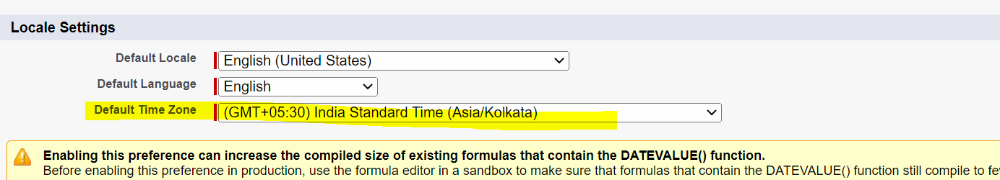 Locale Settings
Default Locale English (United States)
Default Language English
Default Time Zone (GMT+05:30) India Standard Time (Asia/Kolkata)
Enabling this preference can increase the compiled size of existing formulas that contain the DATEVALUE() function.
Before enabling this preference in production, use the formula editor in a sandbox to make sure that formulas that contain the DATEVALUE() function still compile to